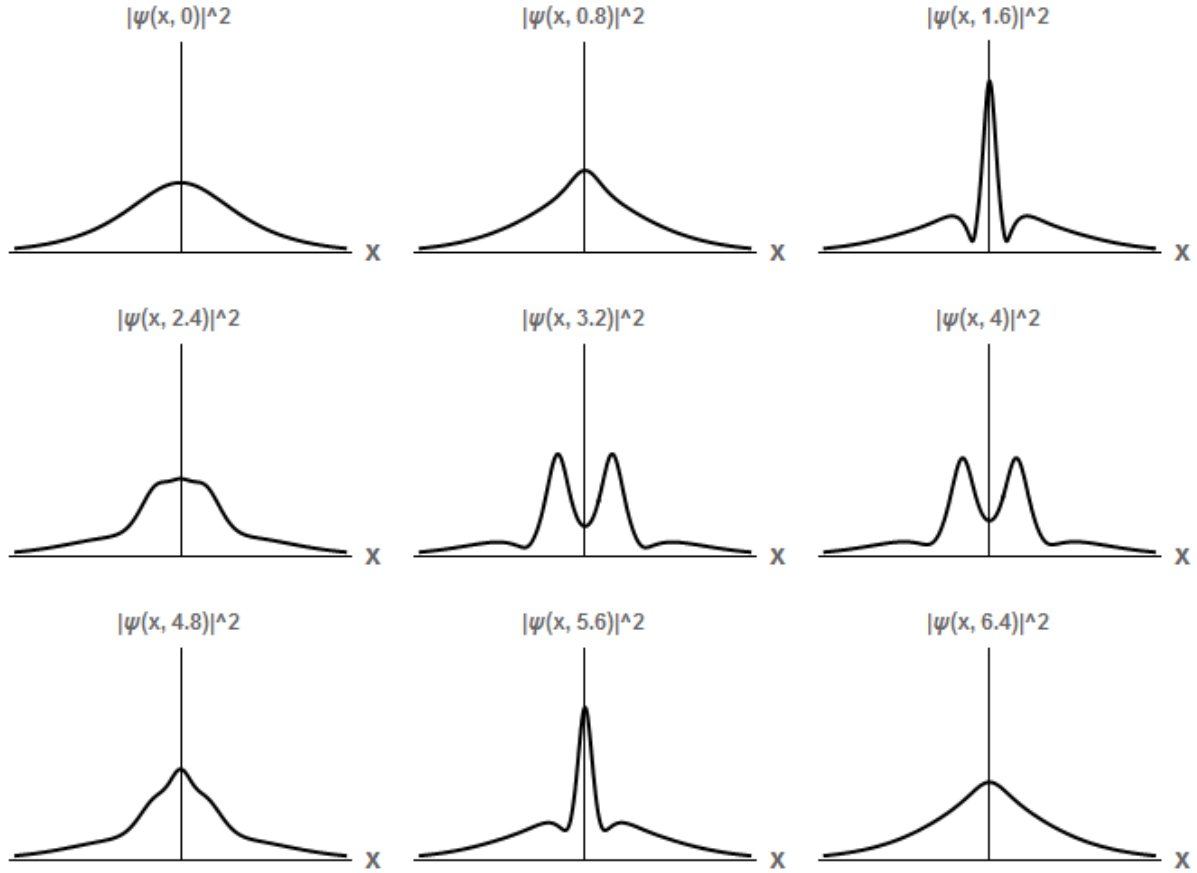 |ψ(x, 0)|^2
|ψ(x, 0.8)|^2
|ψ(x, 1.6)|^2
x
x
x
|ψ(x, 2.4)|^2
|ψ(x, 3.2)|^2
|ψ(x, 4)|^2
x
x
x
|ψ(x, 4.8)|^2
|ψ(x, 5.6)|^2
|ψ(x, 6.4)|^2
x
x
x